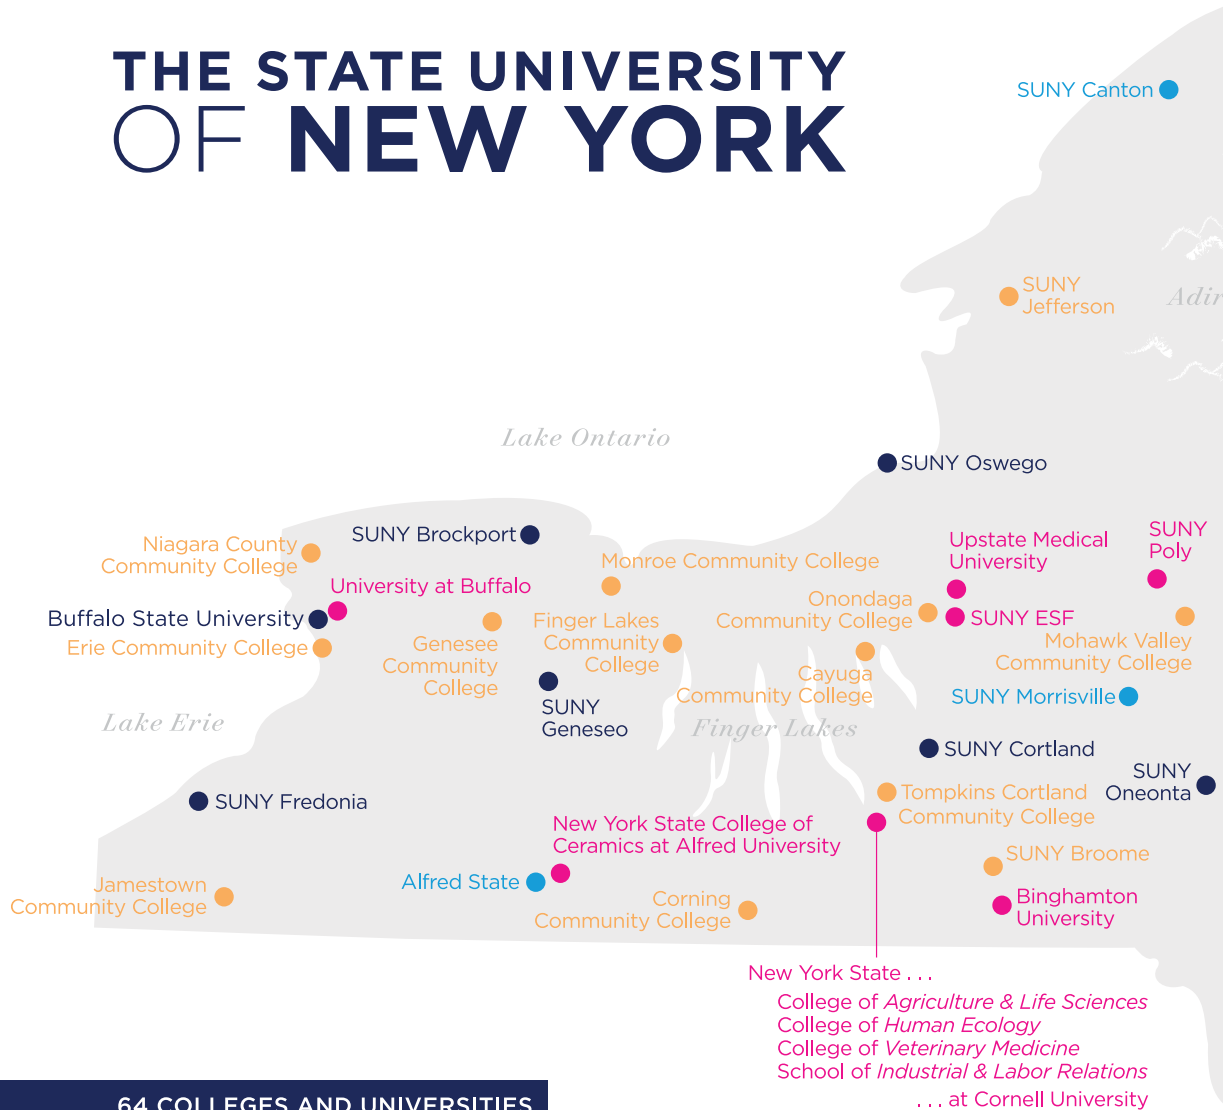 THE STATE UNIVERSITY
OF NEW YORK
SUNY Canton
SUNY
Jefferson
Adir
Lake Ontario
SUNY Oswego
SUNY Brockport
Niagara County
Community College
Monroe Community College
Upstate Medical
University
SUNY
Poly
University at Buffalo
Buffalo State University
Erie Community College
Genesee
Community
College
Finger Lakes
Community
College
Onondaga
Community College
SUNY ESF
Mohawk Valley
Community College
Cayuga
Community College
SUNY Morrisville
SUNY
Geneseo
Lake Erie
Finger Lakes
SUNY Cortland
SUNY
Oneonta
SUNY Fredonia
Tompkins Cortland
Community College
New York State College of
Ceramics at Alfred University
SUNY Broome
Alfred State
Jamestown
Community College
Corning
Community College
Binghamton
University
New York State . . .
College of Agriculture & Life Sciences
College of Human Ecology
College of Veterinary Medicine
School of Industrial & Labor Relations
. . . at Cornell University
64 COLLEGES AND UNIVERSITIES